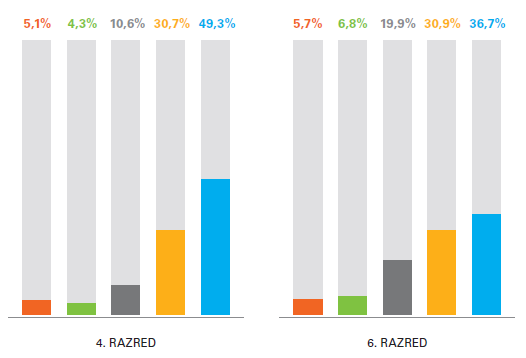 5,1% 4,3% 10,6% 30,7% 49,3% 5,7% 6,8% 19,9% 30,9% 36,7%
4. RAZRED 6. RAZRED